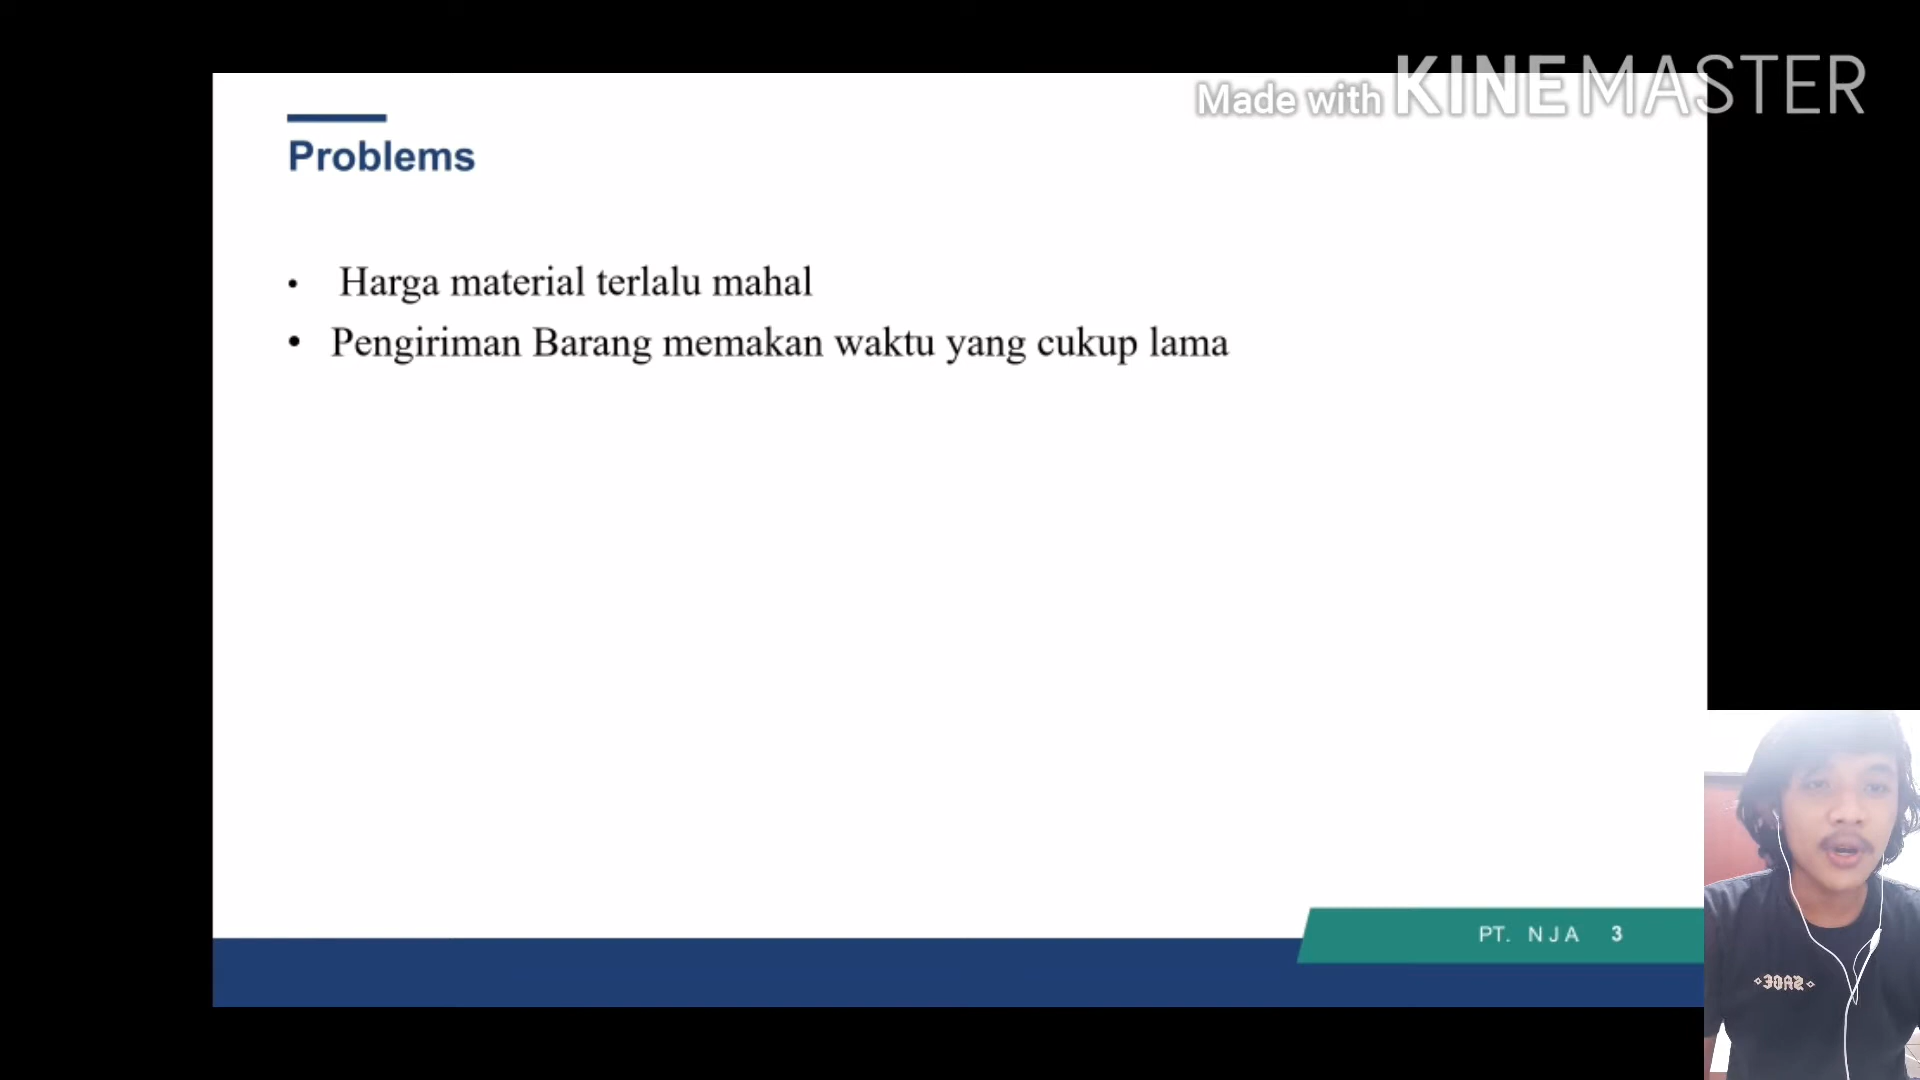 Made with KINEMASTER
Problems
• Harga material terlalu mahal
• Pengiriman Barang memakan waktu yang cukup lama
PT. NJA 3